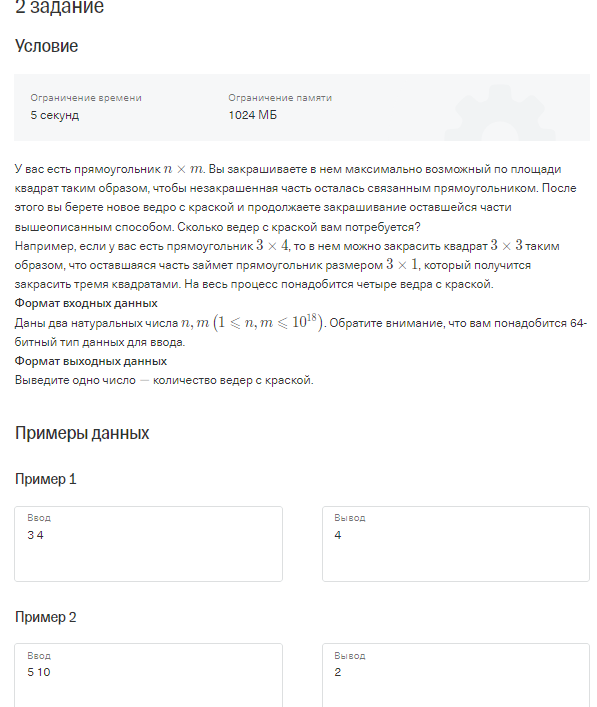 2 задание
Условие
Ограничение времени
Ограничение памяти
5 секунд
1024 МБ
У вас есть прямоугольник n × m. Вы закрашиваете в нем максимально возможный по площади
квадрат таким образом, чтобы незакрашенная часть осталась связанным прямоугольником. После
этого вы берете новое ведро с краской и продолжаете закрашивание оставшейся части
вышеописанным способом. Сколько ведер с краской вам потребуется?
Например, если у вас есть прямоугольник 3 × 4, то в нем можно закрасить квадрат 3 × 3 таким
образом, что оставшаяся часть займет прямоугольник размером 3 × 1, который получится
закрасить тремя квадратами. На весь процесс понадобится четыре ведра с краской.
Формат входных данных
Даны два натуральных числа n, m (1 ⩽ n, m ⩽ 10^18). Обратите внимание, что вам понадобится 64-
битный тип данных для ввода.
Формат выходных данных
Выведите одно число — количество ведер с краской.
Примеры данных
Пример 1
Ввод
3 4
Вывод
4
Пример 2
Ввод
5 10
Вывод
2